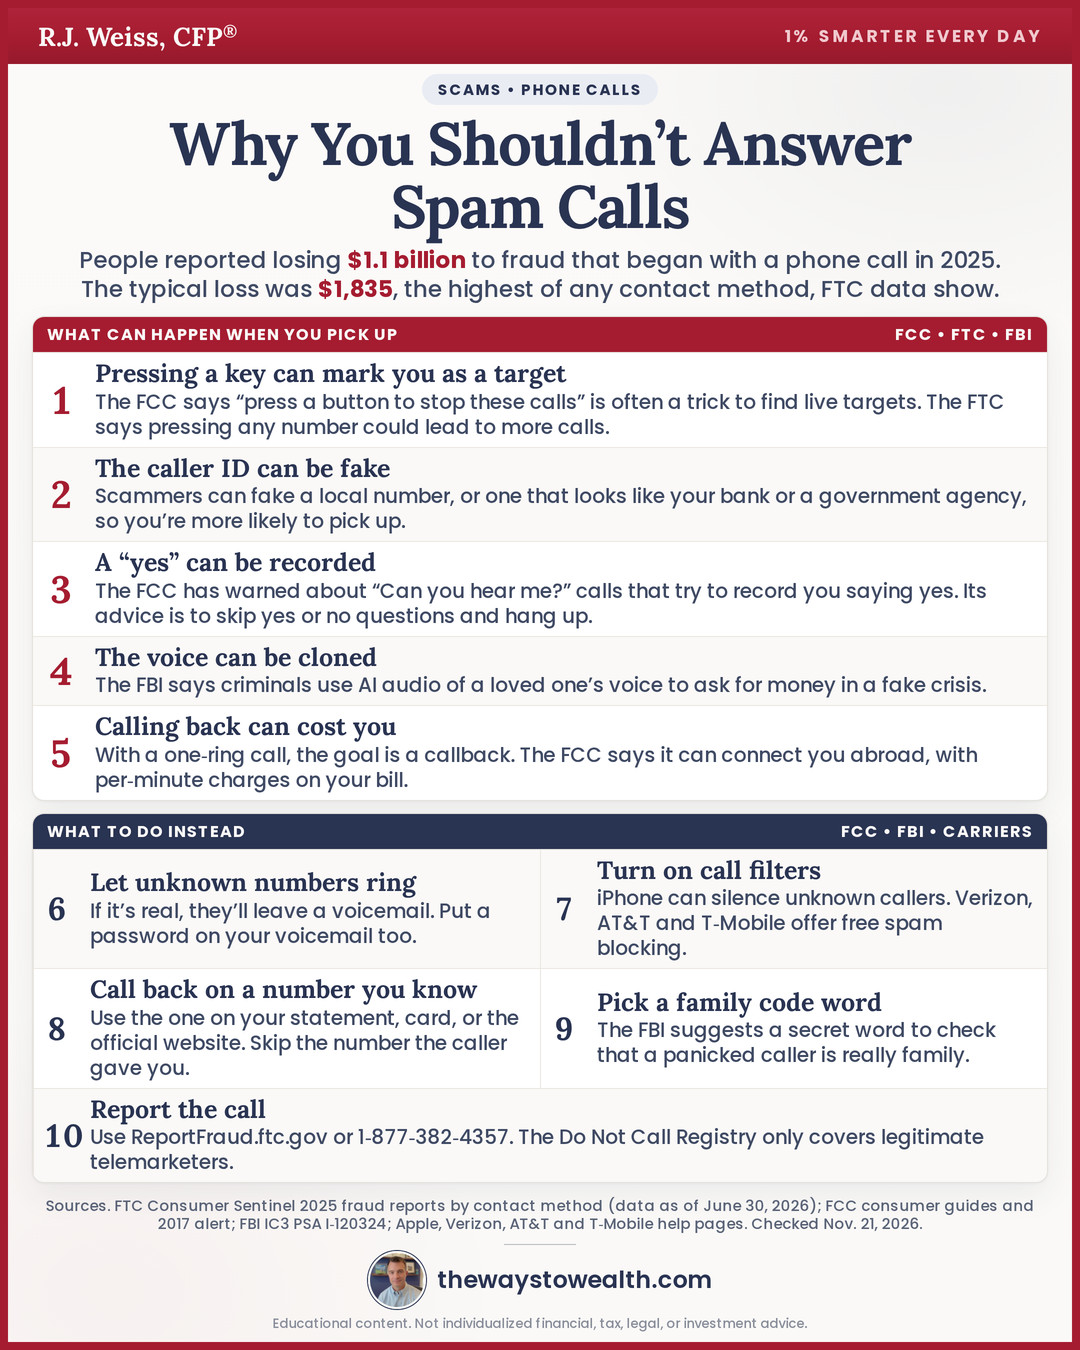 R.J. Weiss, CFP®
1% SMARTER EVERY DAY
SCAMS • PHONE CALLS
Why You Shouldn’t Answer
Spam Calls
People reported losing $1.1 billion to fraud that began with a phone call in 2025.
The typical loss was $1,835, the highest of any contact method, FTC data show.
WHAT CAN HAPPEN WHEN YOU PICK UP
FCC • FTC • FBI
1
Pressing a key can mark you as a target
The FCC says “press a button to stop these calls” is often a trick to find live targets. The FTC
says pressing any number could lead to more calls.
2
The caller ID can be fake
Scammers can fake a local number, or one that looks like your bank or a government agency,
so you’re more likely to pick up.
3
A “yes” can be recorded
The FCC has warned about “Can you hear me?” calls that try to record you saying yes. Its
advice is to skip yes or no questions and hang up.
4
The voice can be cloned
The FBI says criminals use AI audio of a loved one’s voice to ask for money in a fake crisis.
5
Calling back can cost you
With a one-ring call, the goal is a callback. The FCC says it can connect you abroad, with
per-minute charges on your bill.
WHAT TO DO INSTEAD
FCC • FBI • CARRIERS
6
Let unknown numbers ring
If it’s real, they’ll leave a voicemail. Put a
password on your voicemail too.
7
Turn on call filters
iPhone can silence unknown callers. Verizon,
AT&T and T-Mobile offer free spam
blocking.
8
Call back on a number you know
Use the one on your statement, card, or the
official website. Skip the number the caller
gave you.
9
Pick a family code word
The FBI suggests a secret word to check
that a panicked caller is really family.
10
Report the call
Use ReportFraud.ftc.gov or 1-877-382-4357. The Do Not Call Registry only covers legitimate
telemarketers.
Sources. FTC Consumer Sentinel 2025 fraud reports by contact method (data as of June 30, 2026); FCC consumer guides and
2017 alert; FBI IC3 PSA I-120324; Apple, Verizon, AT&T and T-Mobile help pages. Checked Nov. 21, 2026.
thewaystowealth.com
Educational content. Not individualized financial, tax, legal, or investment advice.